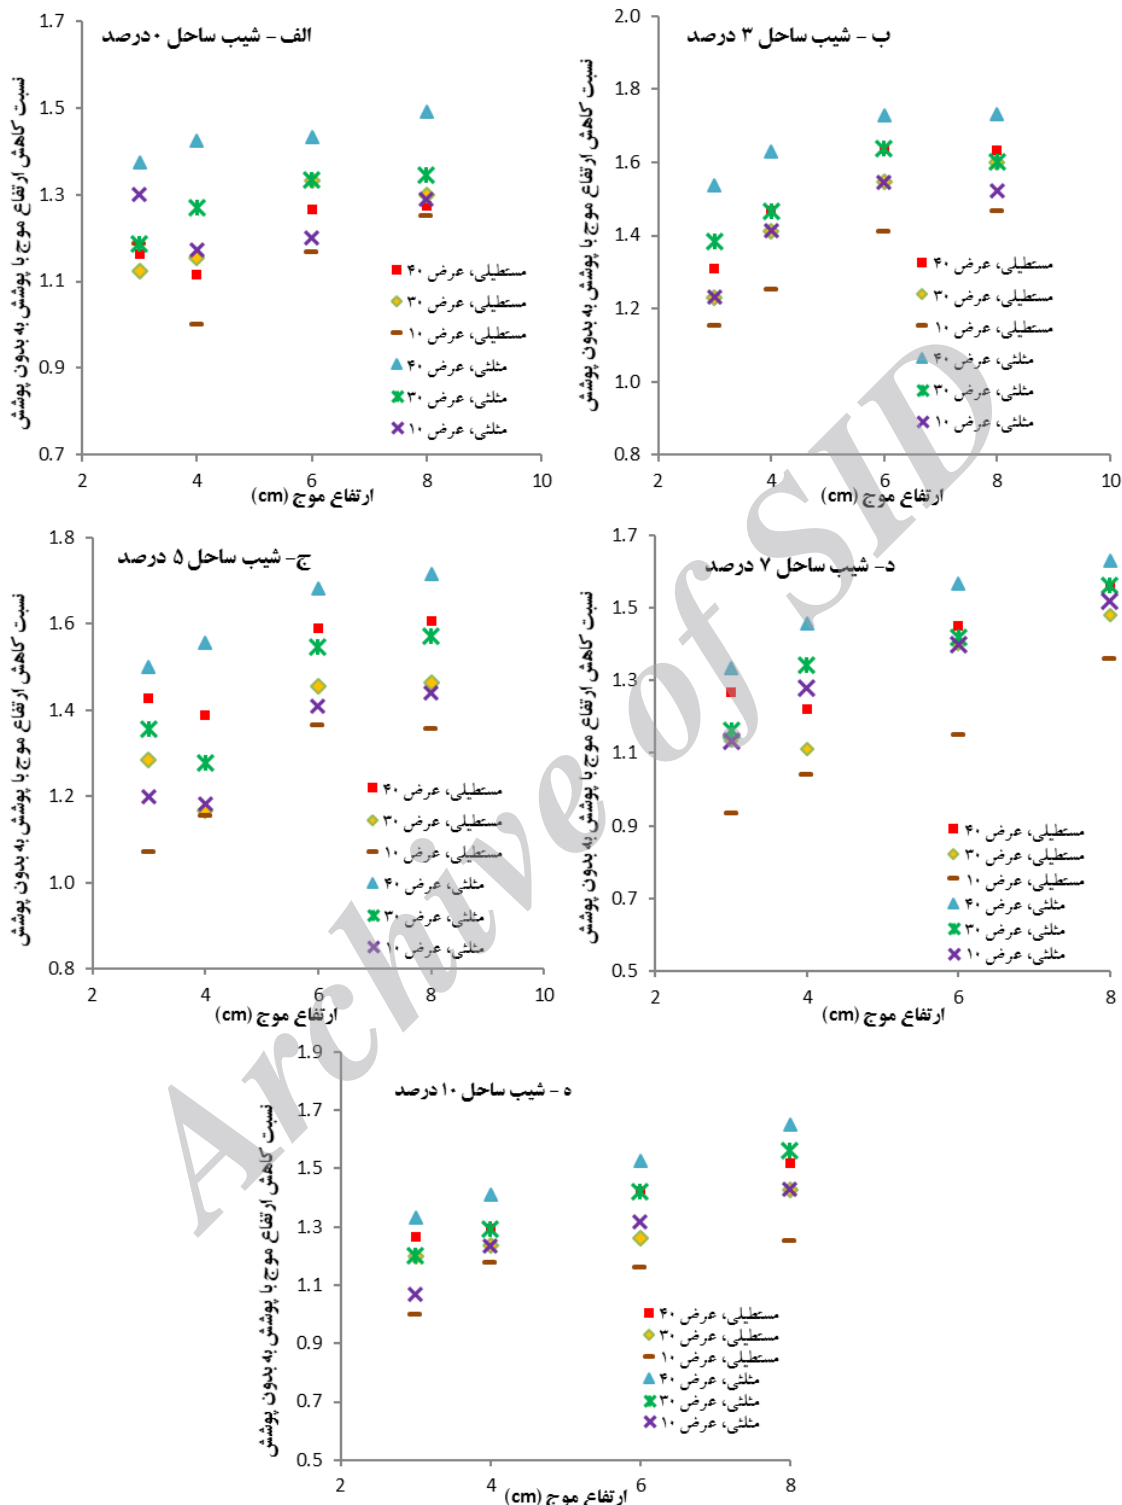 الف - شیب ساحل ۰درصد
نسبت کاهش ارتفاع موج با پوشش به بدون پوشش
1.7
1.5
1.3
1.1
0.9
0.7
مستطیلی، عرض ۴۰
مستطیلی، عرض ۳۰
مستطیلی، عرض ۱۰
مثلثی، عرض ۴۰
مثلثی، عرض ۳۰
مثلثی، عرض ۱۰
2 4 6 8 10
ارتفاع موج (cm)
ب - شیب ساحل ۳ درصد
نسبت کاهش ارتفاع موج با پوشش به بدون پوشش
2.0
1.8
1.6
1.4
1.2
1.0
0.8
مستطیلی، عرض ۴۰
مستطیلی، عرض ۳۰
مستطیلی، عرض ۱۰
مثلثی، عرض ۴۰
مثلثی، عرض ۳۰
مثلثی، عرض ۱۰
2 4 6 8 10
ارتفاع موج (cm)
ج- شیب ساحل ۵ درصد
نسبت کاهش ارتفاع موج با پوشش به بدون پوشش
1.8
1.6
1.4
1.2
1.0
0.8
مستطیلی، عرض ۴۰
مستطیلی، عرض ۳۰
مستطیلی، عرض ۱۰
مثلثی، عرض ۴۰
مثلثی، عرض ۳۰
مثلثی، عرض ۱۰
2 4 6 8 10
ارتفاع موج (cm)
د- شیب ساحل ۷ درصد
نسبت کاهش ارتفاع موج با پوشش به بدون پوشش
1.7
1.5
1.3
1.1
0.9
0.7
0.5
مستطیلی، عرض ۴۰
مستطیلی، عرض ۳۰
مستطیلی، عرض ۱۰
مثلثی، عرض ۴۰
مثلثی، عرض ۳۰
مثلثی، عرض ۱۰
2 4 6 8
ارتفاع موج (cm)
ه - شیب ساحل ۱۰ درصد
نسبت کاهش ارتفاع موج با پوشش به بدون پوشش
1.9
1.7
1.5
1.3
1.1
0.9
0.7
0.5
مستطیلی، عرض ۴۰
مستطیلی، عرض ۳۰
مستطیلی، عرض ۱۰
مثلثی، عرض ۴۰
مثلثی، عرض ۳۰
مثلثی، عرض ۱۰
2 4 6 8
ارتفاع موج (cm)
Archive of SID